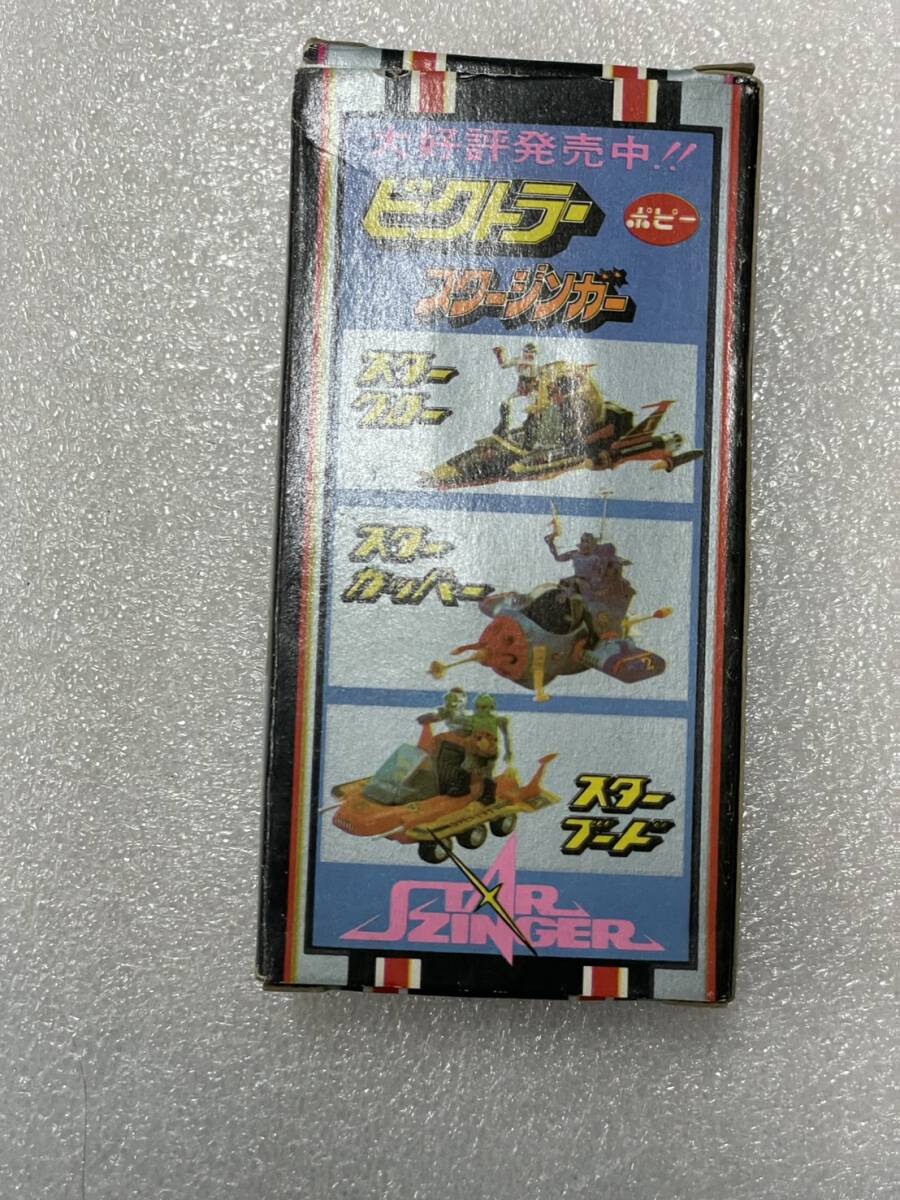 大好評発売中!!
ビクトラー
ポピー
スタージンガー
スター
クロー
スター
カッパー
2
スター
ブード
STAR
ZINGER